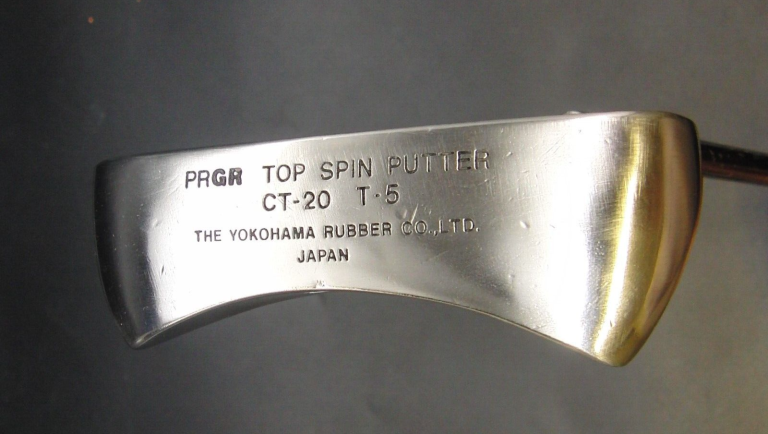 PRGR TOP SPIN PUTTER
CT-20 T·5
THE YOKOHAMA RUBBER CO.,LTD.
JAPAN